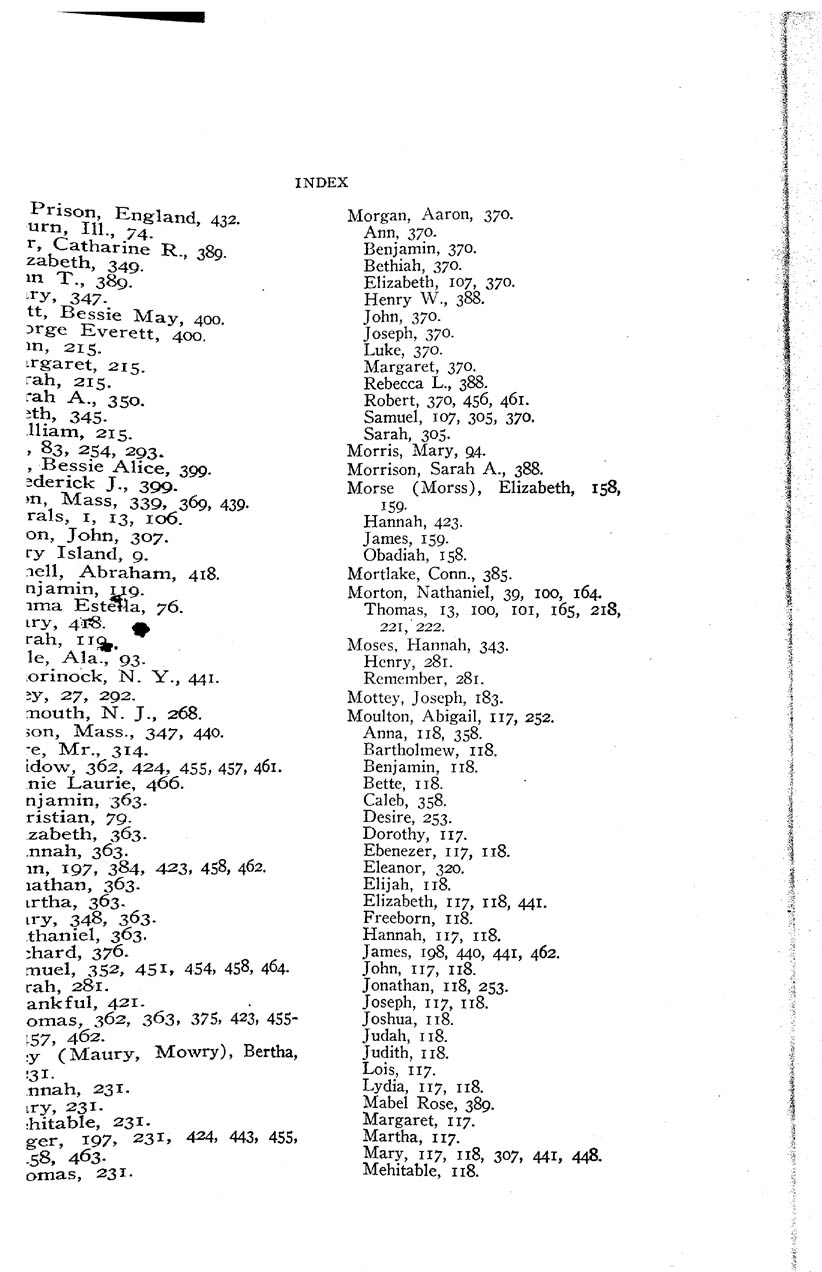 INDEX
Prison, England, 432.
urn, Ill., 74.
r, Catharine R., 389.
zabeth, 349.
in T., 389.
ry, 347.
tt, Bessie May, 400.
orge Everett, 400.
in, 215.
rgaret, 215.
rah, 215.
rah A., 350.
eth, 345.
lliam, 215.
, 83, 254, 293.
, Bessie Alice, 399.
ederick J., 399.
on, Mass, 339, 369, 439.
rals, 1, 13, 106.
on, John, 307.
ry Island, 9.
nell, Abraham, 418.
njamin, 119.
ma Estella, 76.
ry, 418.
rah, 119.
le, Ala., 93.
orinock, N. Y., 441.
ey, 27, 292.
mouth, N. J., 268.
son, Mass., 347, 440.
e, Mr., 314.
idow, 362, 424, 455, 457, 461.
nie Laurie, 466.
njamin, 363.
ristian, 79.
zabeth, 363.
nnah, 363.
in, 197, 384, 423, 458, 462.
nathan, 363.
rtha, 363.
ry, 348, 363.
thaniel, 363.
chard, 376.
muel, 352, 451, 454, 458, 464.
rah, 281.
ankful, 421.
omas, 362, 363, 375, 423, 455-
57, 462.
y (Maury, Mowry), Bertha,
31.
nnah, 231.
ry, 231.
hitable, 231.
ger, 197, 231, 424, 443, 455,
58, 463.
omas, 231.
Morgan, Aaron, 370.
Ann, 370.
Benjamin, 370.
Bethiah, 370.
Elizabeth, 107, 370.
Henry W., 388.
John, 370.
Joseph, 370.
Luke, 370.
Margaret, 370.
Rebecca L., 388.
Robert, 370, 456, 461.
Samuel, 107, 305, 370.
Sarah, 305.
Morris, Mary, 94.
Morrison, Sarah A., 388.
Morse (Morss), Elizabeth, 158,
159.
Hannah, 423.
James, 159.
Obadiah, 158.
Mortlake, Conn., 385.
Morton, Nathaniel, 39, 100, 164.
Thomas, 13, 100, 101, 165, 218,
221, 222.
Moses, Hannah, 343.
Henry, 281.
Remember, 281.
Mottey, Joseph, 183.
Moulton, Abigail, 117, 252.
Anna, 118, 358.
Bartholmew, 118.
Benjamin, 118.
Bette, 118.
Caleb, 358.
Desire, 253.
Dorothy, 117.
Ebenezer, 117, 118.
Eleanor, 320.
Elijah, 118.
Elizabeth, 117, 118, 441.
Freeborn, 118.
Hannah, 117, 118.
James, 198, 440, 441, 462.
John, 117, 118.
Jonathan, 118, 253.
Joseph, 117, 118.
Joshua, 118.
Judah, 118.
Judith, 118.
Lois, 117.
Lydia, 117, 118.
Mabel Rose, 389.
Margaret, 117.
Martha, 117.
Mary, 117, 118, 307, 441, 448.
Mehitable, 118.